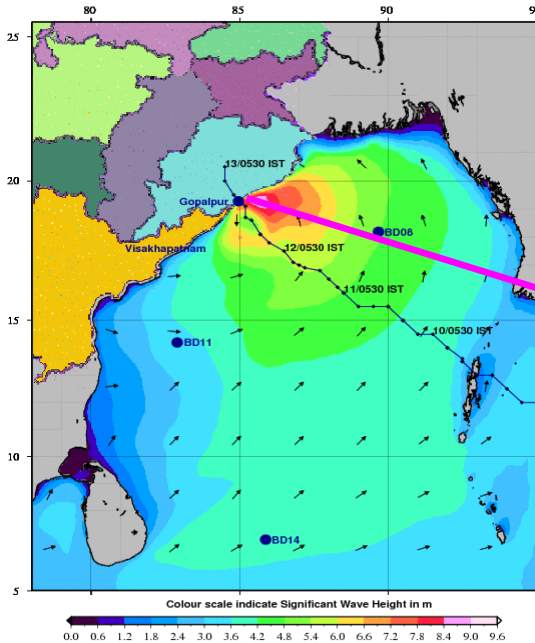 80 85 90 9
25
20
15
10
5
13/0530 IST
Gopalpur
BD08
Visakhapatnam
12/0530 IST
11/0530 IST
10/0530 IST
BD11
BD14
Colour scale indicate Significant Wave Height in m
0.0 0.6 1.2 1.8 2.4 3.0 3.6 4.2 4.8 5.4 6.0 6.6 7.2 7.8 8.4 9.0 9.6